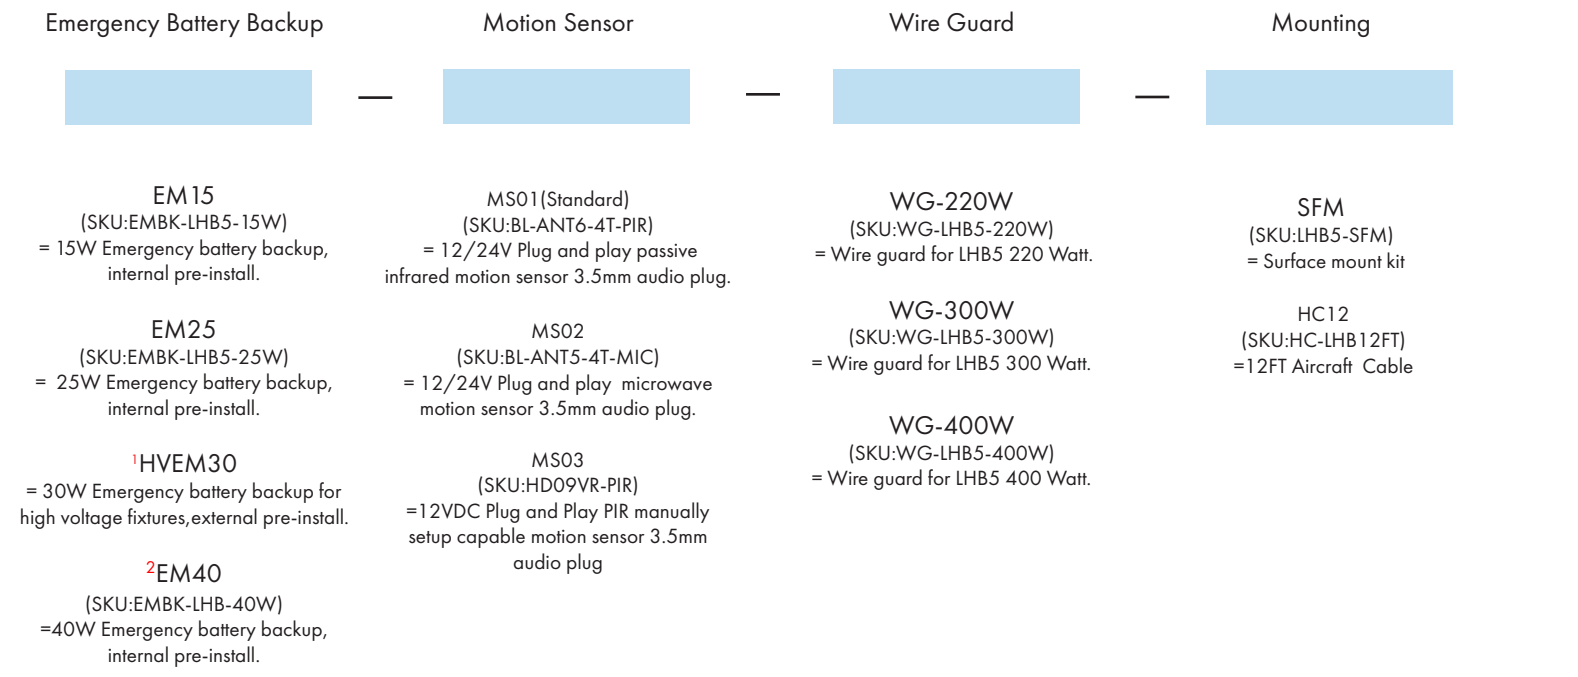 Emergency Battery Backup
Motion Sensor
Wire Guard
Mounting
— — —
EM15
(SKU:EMBK-LHB5-15W)
= 15W Emergency battery backup,
internal pre-install.
EM25
(SKU:EMBK-LHB5-25W)
= 25W Emergency battery backup,
internal pre-install.
¹HVEM30
= 30W Emergency battery backup for
high voltage fixtures,external pre-install.
²EM40
(SKU:EMBK-LHB-40W)
=40W Emergency battery backup,
internal pre-install.
MS01(Standard)
(SKU:BL-ANT6-4T-PIR)
= 12/24V Plug and play passive
infrared motion sensor 3.5mm audio plug.
MS02
(SKU:BL-ANT5-4T-MIC)
= 12/24V Plug and play microwave
motion sensor 3.5mm audio plug.
MS03
(SKU:HD09VR-PIR)
=12VDC Plug and Play PIR manually
setup capable motion sensor 3.5mm
audio plug
WG-220W
(SKU:WG-LHB5-220W)
= Wire guard for LHB5 220 Watt.
WG-300W
(SKU:WG-LHB5-300W)
= Wire guard for LHB5 300 Watt.
WG-400W
(SKU:WG-LHB5-400W)
= Wire guard for LHB5 400 Watt.
SFM
(SKU:LHB5-SFM)
= Surface mount kit
HC12
(SKU:HC-LHB12FT)
=12FT Aircraft Cable